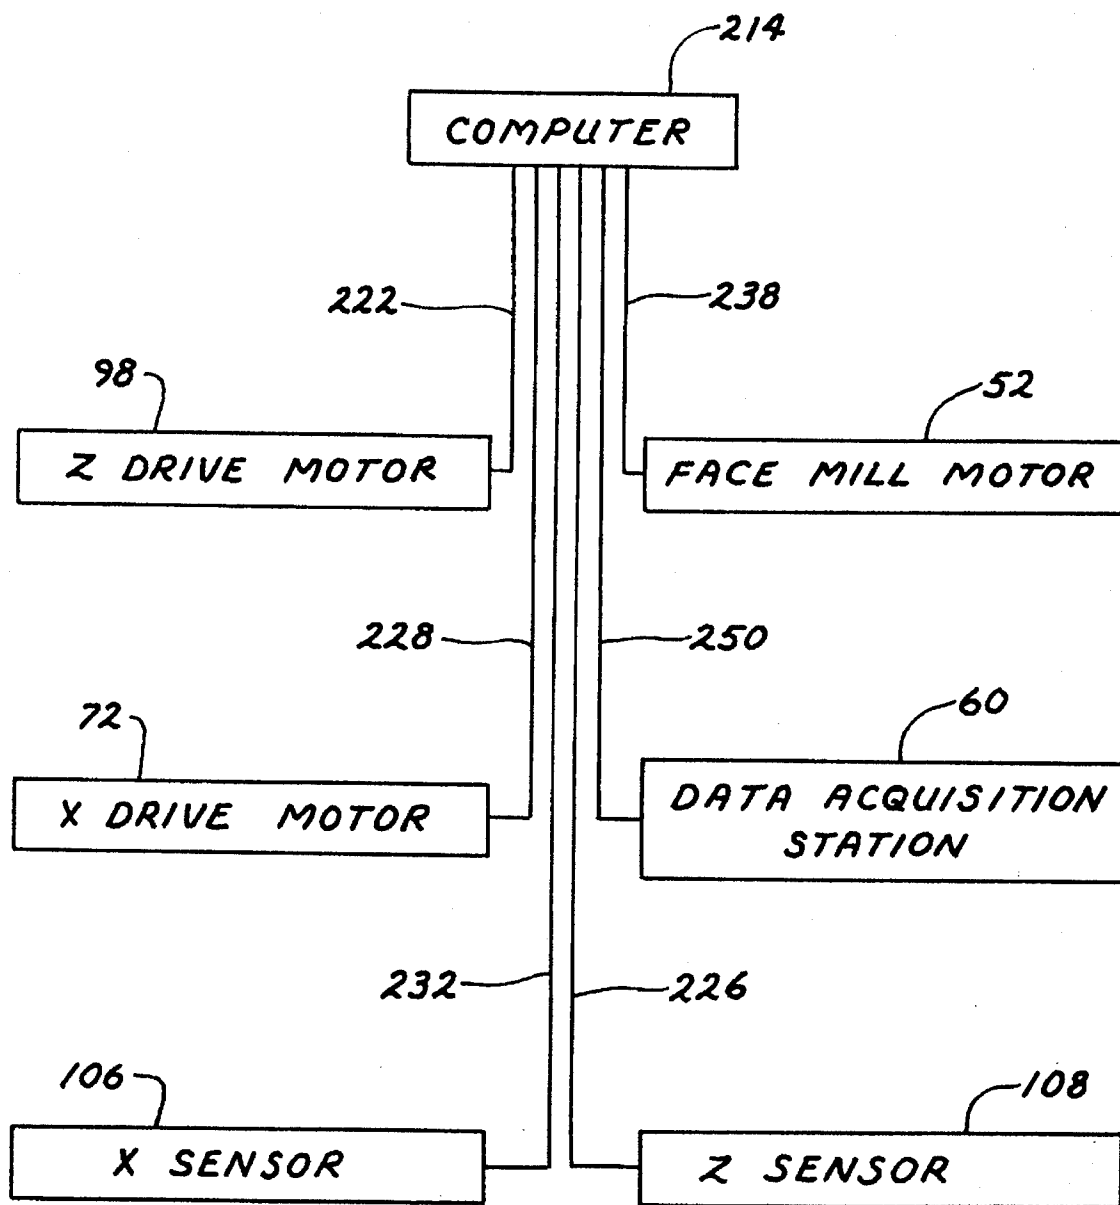 214
COMPUTER
222
238
98
52
Z DRIVE MOTOR
FACE MILL MOTOR
228
250
72
60
X DRIVE MOTOR
DATA ACQUISITION
STATION
232
226
106
108
X SENSOR
Z SENSOR